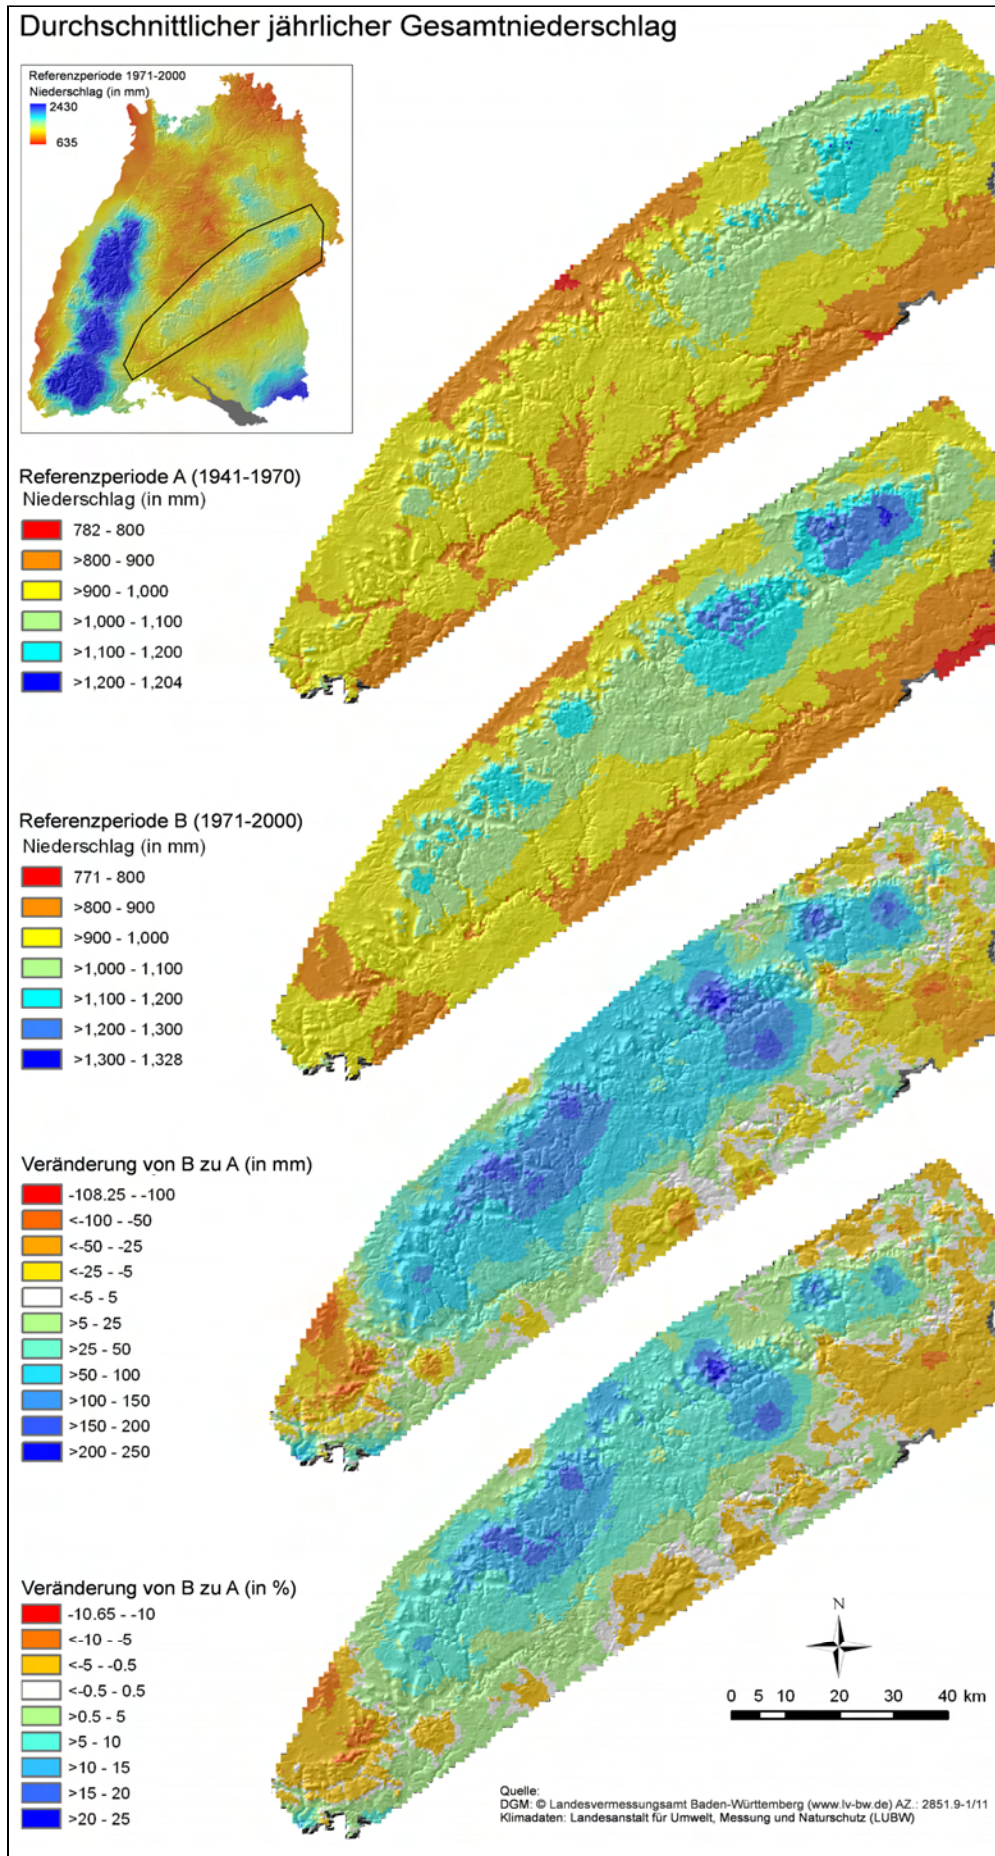 Durchschnittlicher jährlicher Gesamtniederschlag
Referenzperiode 1971-2000
Niederschlag (in mm)
2430
635
Referenzperiode A (1941-1970)
Niederschlag (in mm)
782 - 800
>800 - 900
>900 - 1,000
>1,000 - 1,100
>1,100 - 1,200
>1,200 - 1,204
Referenzperiode B (1971-2000)
Niederschlag (in mm)
771 - 800
>800 - 900
>900 - 1,000
>1,000 - 1,100
>1,100 - 1,200
>1,200 - 1,300
>1,300 - 1,328
Veränderung von B zu A (in mm)
-108.25 - -100
<-100 - -50
<-50 - -25
<-25 - -5
<-5 - 5
>5 - 25
>25 - 50
>50 - 100
>100 - 150
>150 - 200
>200 - 250
Veränderung von B zu A (in %)
-10.65 - -10
<-10 - -5
<-5 - -0.5
<-0.5 - 0.5
>0.5 - 5
>5 - 10
>10 - 15
>15 - 20
>20 - 25
N
0 5 10 20 30 40 km
Quelle:
DGM: © Landesvermessungsamt Baden-Württemberg (www.lv-bw.de) AZ.: 2851.9-1/11
Klimadaten: Landesanstalt für Umwelt, Messung und Naturschutz (LUBW)